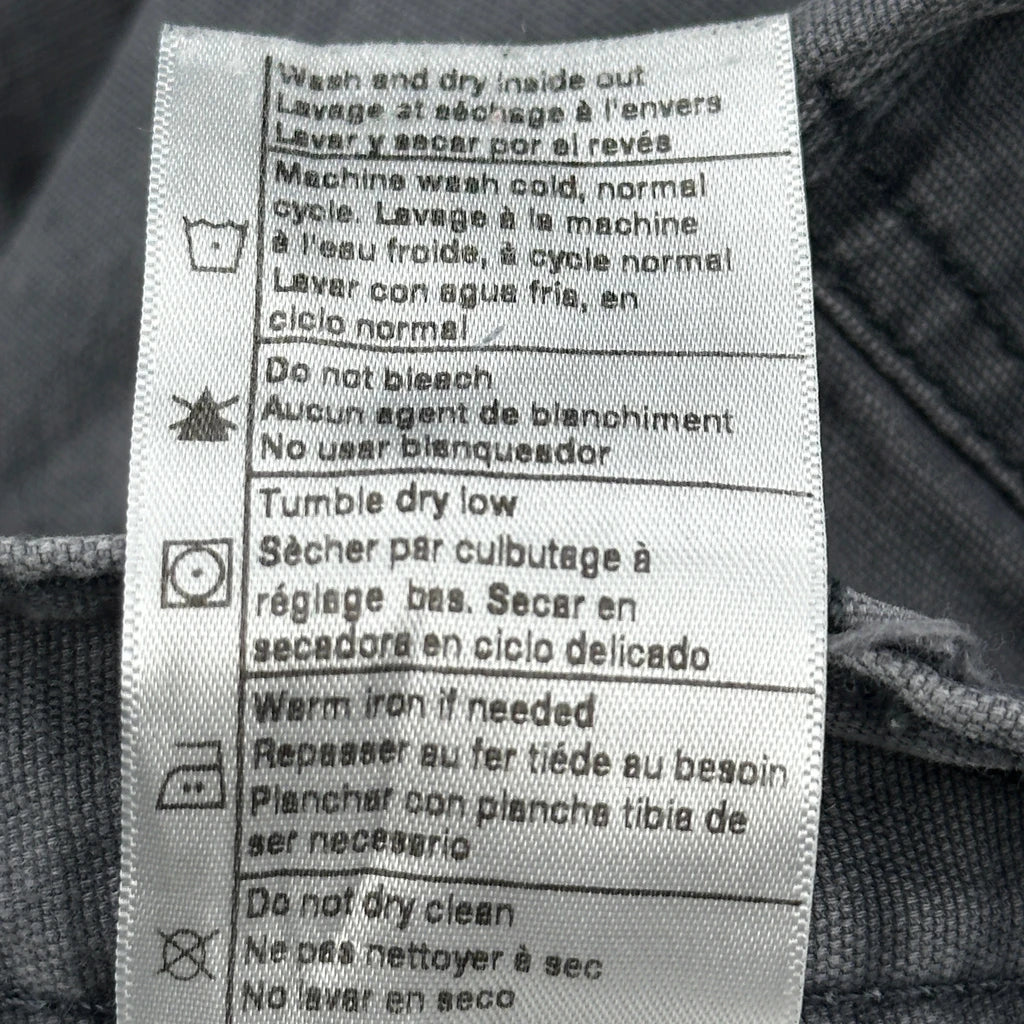 Wash and dry inside out
Lavage at séchage à l'envers
Lavar y secar por al revés
Machine wash cold, normal
cycle. Lavage à la machine
à l'eau froide, à cycle normal
Lavar con agua fria, en
ciclo normal
Do not bleach
Aucun agent de blanchiment
No usar blanqueador
Tumble dry low
Sècher par culbutage à
réglage bas. Secar en
secadora en ciclo delicado
Warm iron if needed
Repasser au fer tiéde au besoin
Planchar con plancha tibia de
ser necesario
Do not dry clean
Ne pas nettoyer à sec
No lavar en seco